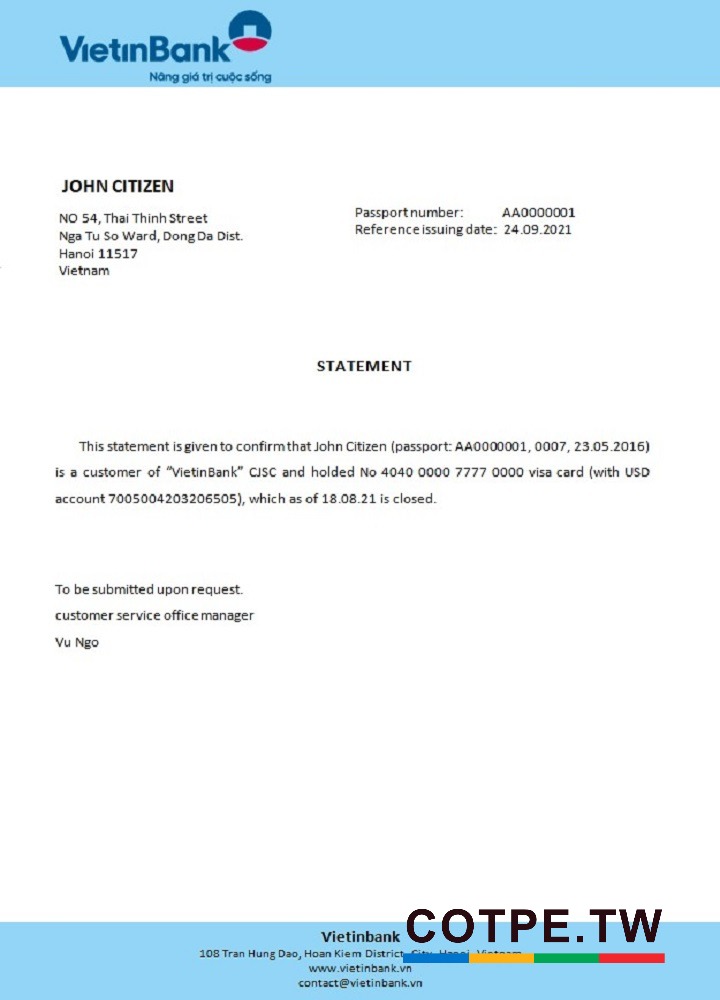 VietinBank
Nâng giá trị cuộc sống
JOHN CITIZEN
NO 54, Thai Thinh Street
Nga Tu So Ward, Dong Da Dist.
Hanoi 11517
Vietnam
Passport number: AA0000001
Reference issuing date: 24.09.2021
STATEMENT
This statement is given to confirm that John Citizen (passport: AA0000001, 0007, 23.05.2016)
is a customer of “VietinBank” CJSC and holded No 4040 0000 7777 0000 visa card (with USD
account 7005004203206505), which as of 18.08.21 is closed.
To be submitted upon request.
customer service office manager
Vu Ngo
Vietinbank
COTPE.TW
108 Tran Hung Dao, Hoan Kiem District, City, Hanoi, Vietnam
www.vietinbank.vn
contact@vietinbank.vn